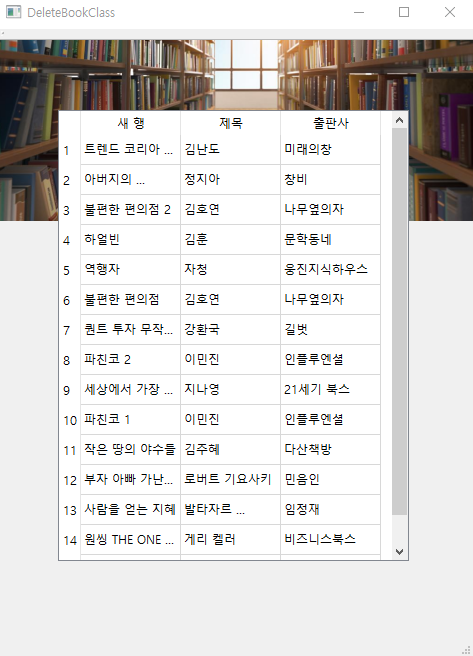 DeleteBookClass
새 행 제목 출판사
1 트렌드 코리아 ... 김난도 미래의창
2 아버지의 ... 정지아 창비
3 불편한 편의점 2 김호연 나무옆의자
4 하얼빈 김훈 문학동네
5 역행자 자청 웅진지식하우스
6 불편한 편의점 김호연 나무옆의자
7 퀀트 투자 무작... 강환국 길벗
8 파친코 2 이민진 인플루엔셜
9 세상에서 가장 ... 지나영 21세기 북스
10 파친코 1 이민진 인플루엔셜
11 작은 땅의 야수들 김주혜 다산책방
12 부자 아빠 가난... 로버트 기요사키 민음인
13 사람을 얻는 지혜 발타자르 ... 임정재
14 원씽 THE ONE ... 게리 켈러 비즈니스북스